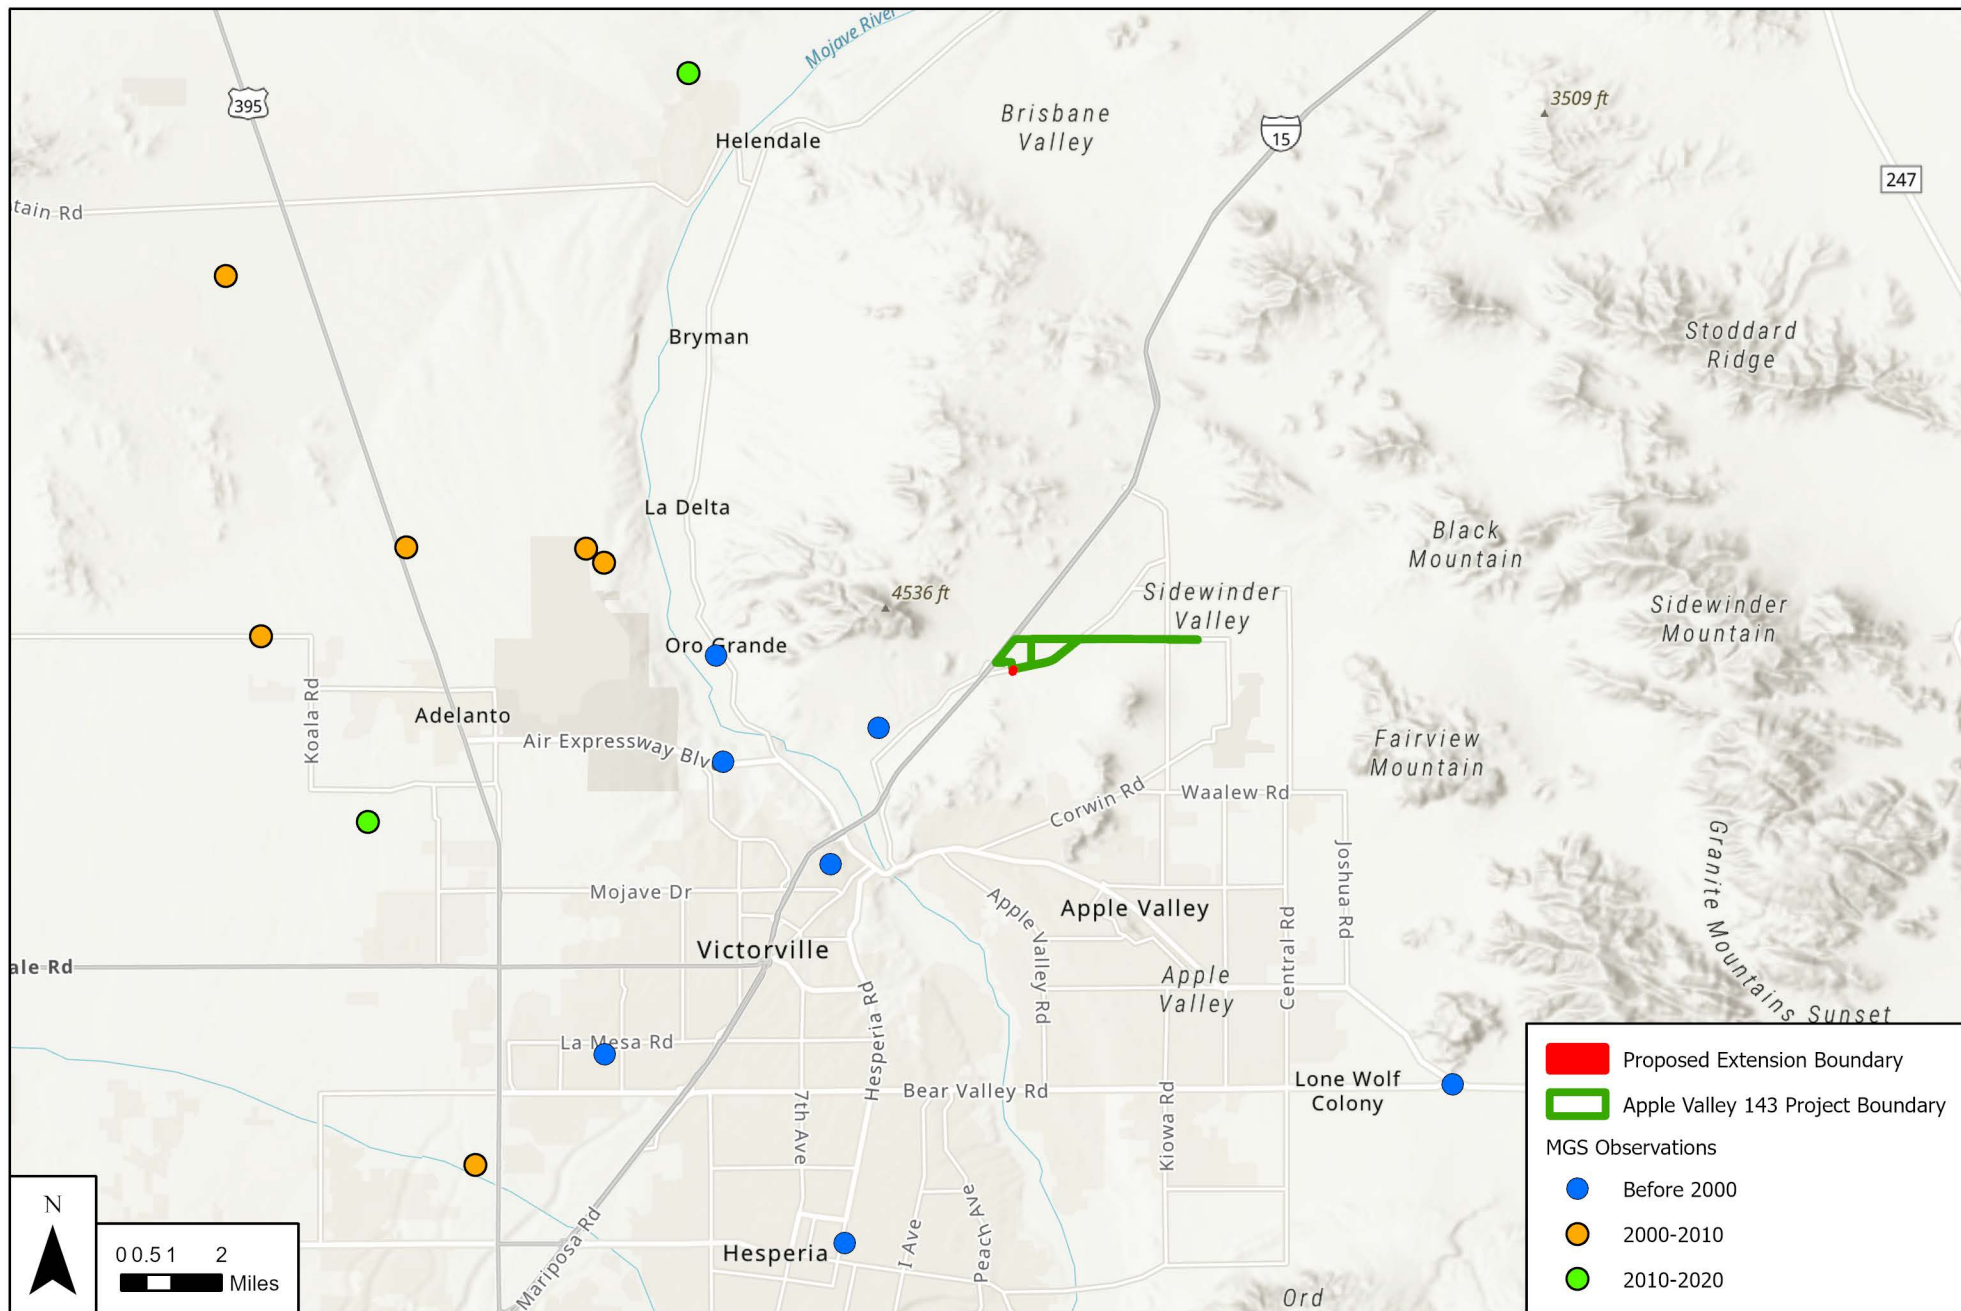 Mojave River
395
3509 ft
Brisbane
Valley
15
Helendale
247
tain Rd
Bryman
Stoddard
Ridge
La Delta
Black
Mountain
4536 ft
Sidewinder
Valley
Sidewinder
Mountain
Oro Grande
Koala Rd
Adelanto
Air Expressway Blv
Fairview
Mountain
Corwin Rd
Waalew Rd
Granite Mountains
Joshua Rd
Mojave Dr
Apple Valley Rd
Apple Valley
Central Rd
Victorville
ale Rd
Apple
Valley
Hesperia Rd
Sunset
La Mesa Rd
Bear Valley Rd
Lone Wolf
Colony
7th Ave
Kiowa Rd
Mariposa Rd
Hesperia
I Ave
Peach Ave
Ord
N
0 0.5 1 2
Miles
Proposed Extension Boundary
Apple Valley 143 Project Boundary
MGS Observations
Before 2000
2000-2010
2010-2020